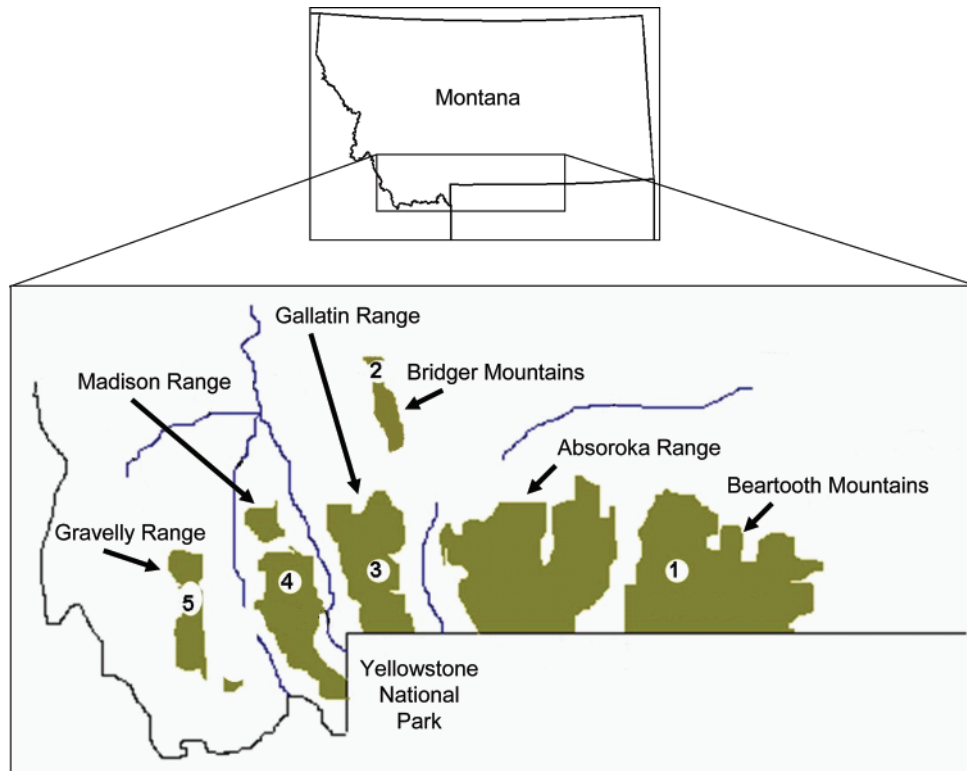 Montana
Gallatin Range
2
Bridger Mountains
Madison Range
Absoroka Range
Beartooth Mountains
Gravelly Range
5
4
3
1
Yellowstone
National
Park